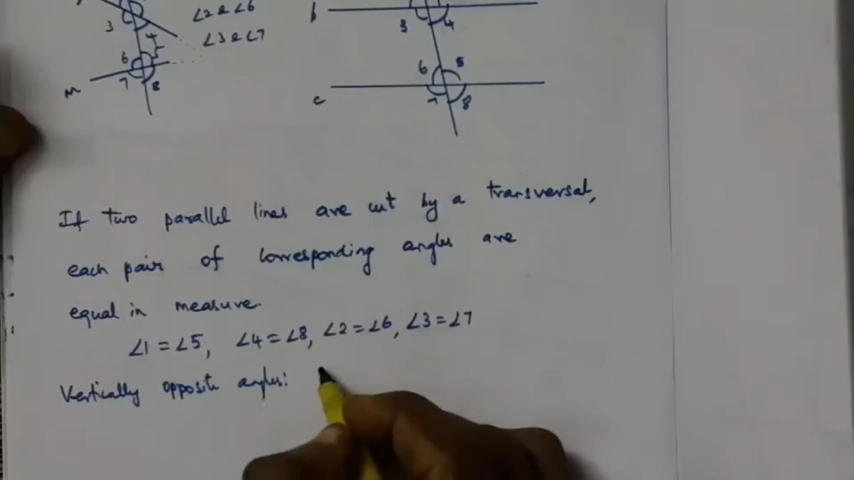 ∠2 & ∠6
∠3 & ∠7
3
4
6
5
m
7
8
b
3
4
6
5
c
7
8
If two parallel lines are cut by a transversal,
each pair of corresponding angles are
equal in measure.
∠1 = ∠5, ∠4 = ∠8, ∠2 = ∠6, ∠3 = ∠7
Vertically opposite angles: